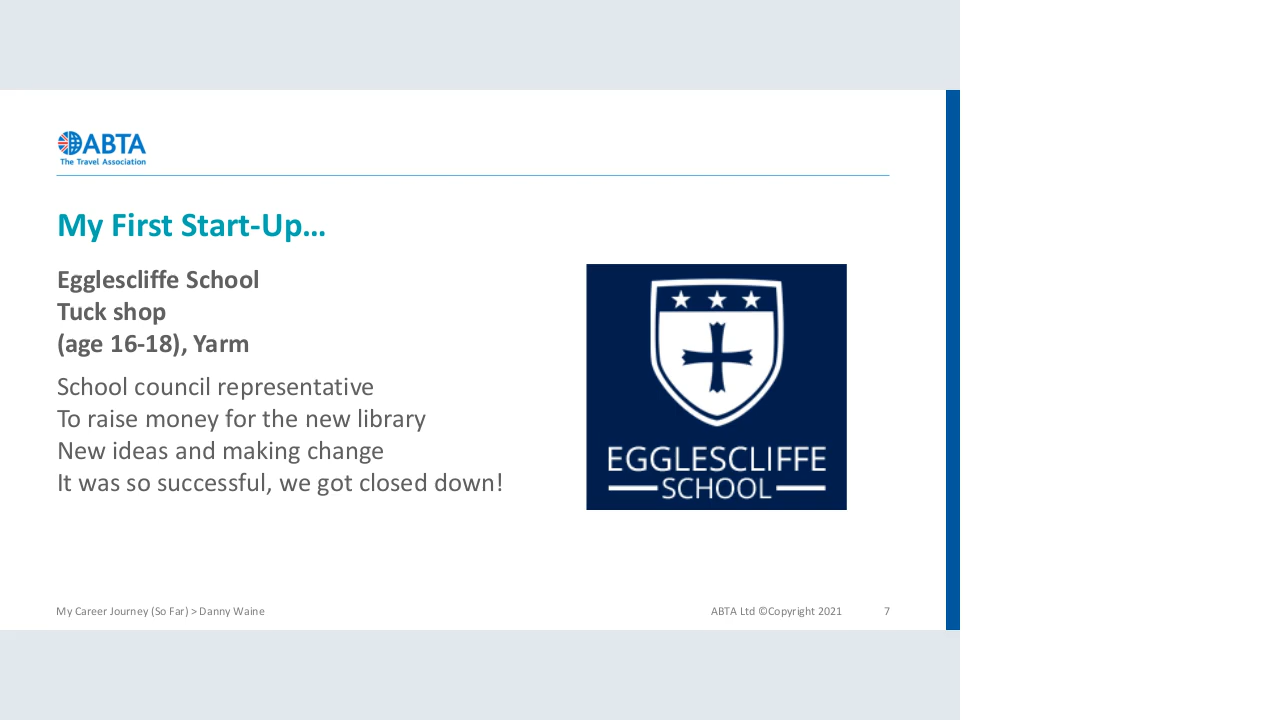 ABTA
The Travel Association
My First Start-Up…
Egglescliffe School
Tuck shop
(age 16-18), Yarm
School council representative
To raise money for the new library
New ideas and making change
It was so successful, we got closed down!
EGGLESCLIFFE
SCHOOL
My Career Journey (So Far) > Danny Waine
ABTA Ltd ©Copyright 2021
7